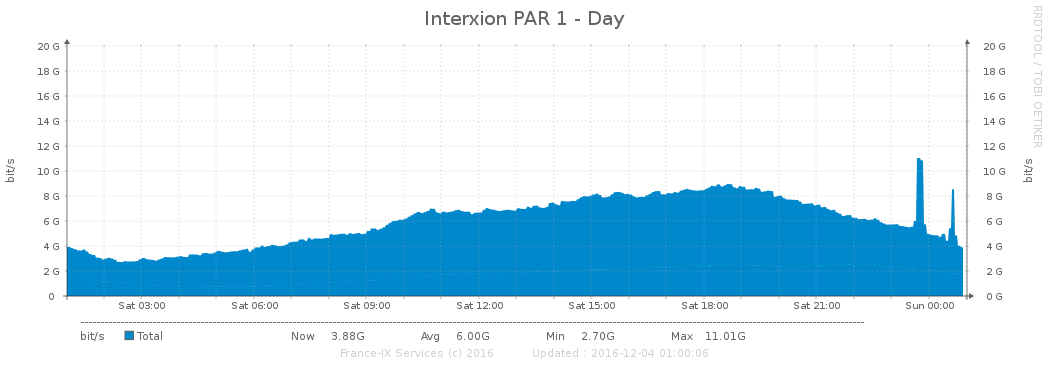 Interxion PAR 1 - Day
RRDTOOL / TOBI OETIKER
bit/s
bit/s
20 G 20 G
18 G 18 G
16 G 16 G
14 G 14 G
12 G 12 G
10 G 10 G
8 G 8 G
6 G 6 G
4 G 4 G
2 G 2 G
0 0 G
Sat 03:00 Sat 06:00 Sat 09:00 Sat 12:00 Sat 15:00 Sat 18:00 Sat 21:00 Sun 00:00
bit/s Total Now 3.88G Avg 6.00G Min 2.70G Max 11.01G
France-IX Services (c) 2016 Updated : 2016-12-04 01:00:06